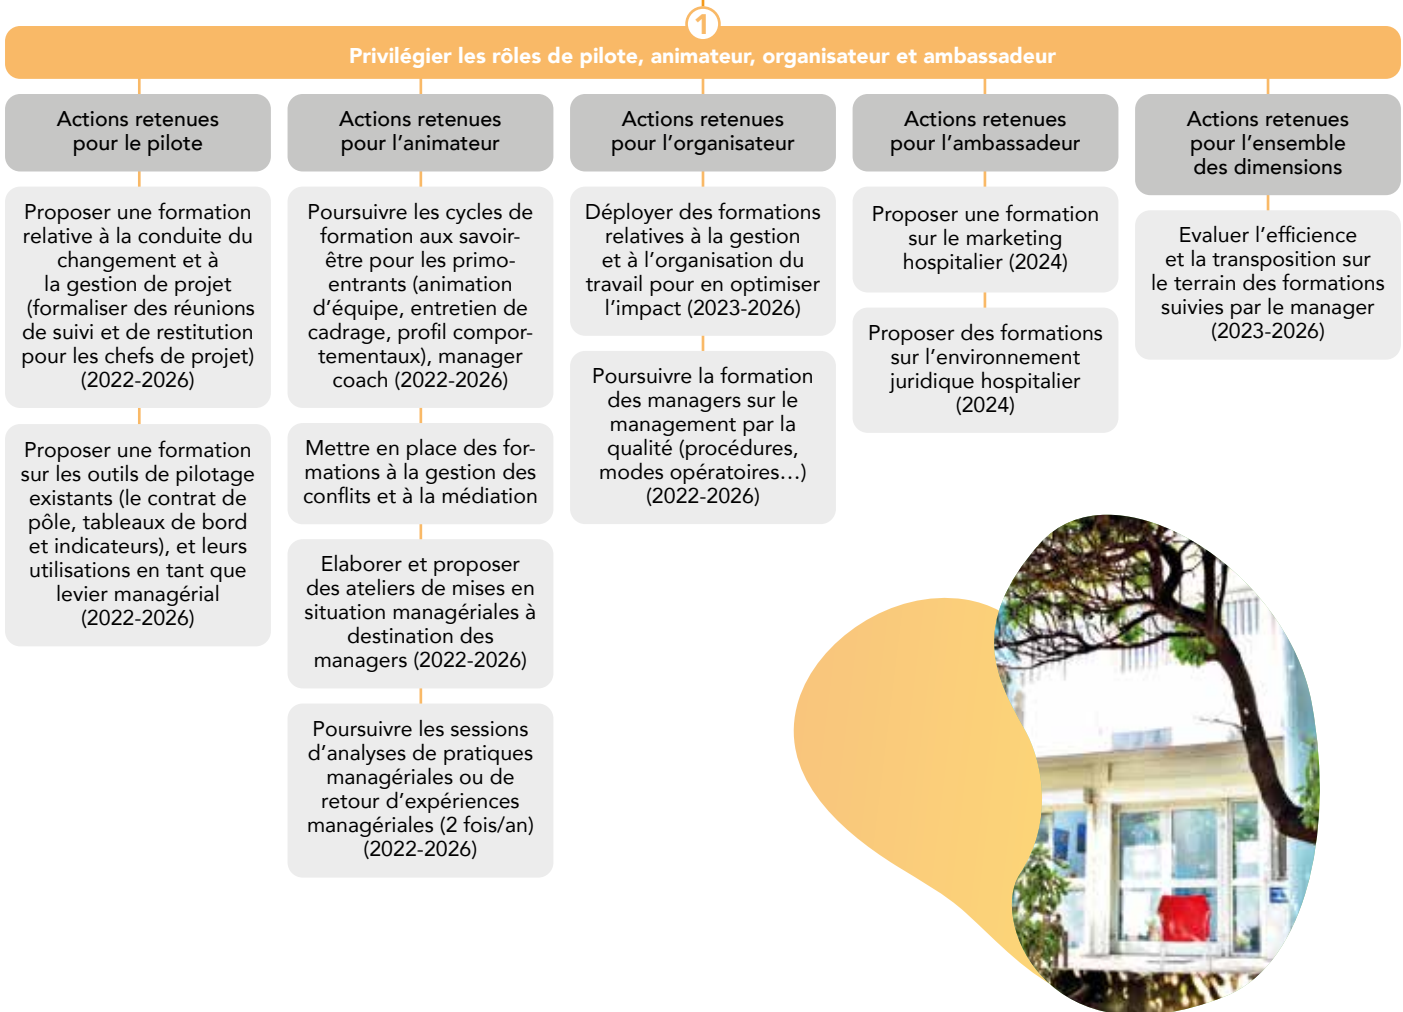 1
Privilégier les rôles de pilote, animateur, organisateur et ambassadeur
Actions retenues
pour le pilote
Proposer une formation
relative à la conduite du
changement et à
la gestion de projet
(formaliser des réunions
de suivi et de restitution
pour les chefs de projet)
(2022-2026)
Proposer une formation
sur les outils de pilotage
existants (le contrat de
pôle, tableaux de bord
et indicateurs), et leurs
utilisations en tant que
levier managérial
(2022-2026)
Actions retenues
pour l'animateur
Poursuivre les cycles de
formation aux savoir-
être pour les primo-
entrants (animation
d'équipe, entretien de
cadrage, profil compor-
tementaux), manager
coach (2022-2026)
Mettre en place des for-
mations à la gestion des
conflits et à la médiation
Elaborer et proposer
des ateliers de mises en
situation managériales à
destination des
managers (2022-2026)
Poursuivre les sessions
d'analyses de pratiques
managériales ou de
retour d'expériences
managériales (2 fois/an)
(2022-2026)
Actions retenues
pour l'organisateur
Déployer des formations
relatives à la gestion
et à l'organisation du
travail pour en optimiser
l'impact (2023-2026)
Poursuivre la formation
des managers sur le
management par la
qualité (procédures,
modes opératoires…)
(2022-2026)
Actions retenues
pour l'ambassadeur
Proposer une formation
sur le marketing
hospitalier (2024)
Proposer des formations
sur l'environnement
juridique hospitalier
(2024)
Actions retenues
pour l'ensemble
des dimensions
Evaluer l'efficience
et la transposition sur
le terrain des formations
suivies par le manager
(2023-2026)